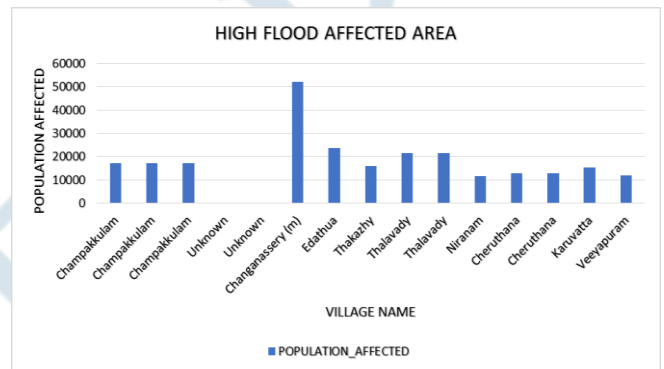 HIGH FLOOD AFFECTED AREA
POPULATION AFFECTED
60000
50000
40000
30000
20000
10000
0
Champakkulam
Champakkulam
Champakkulam
Unknown
Unknown
Changanassery (m)
Edathua
Thakazhy
Thalavady
Thalavady
Niranam
Cheruthana
Cheruthana
Karuvatta
Veeyapuram
VILLAGE NAME
POPULATION_AFFECTED